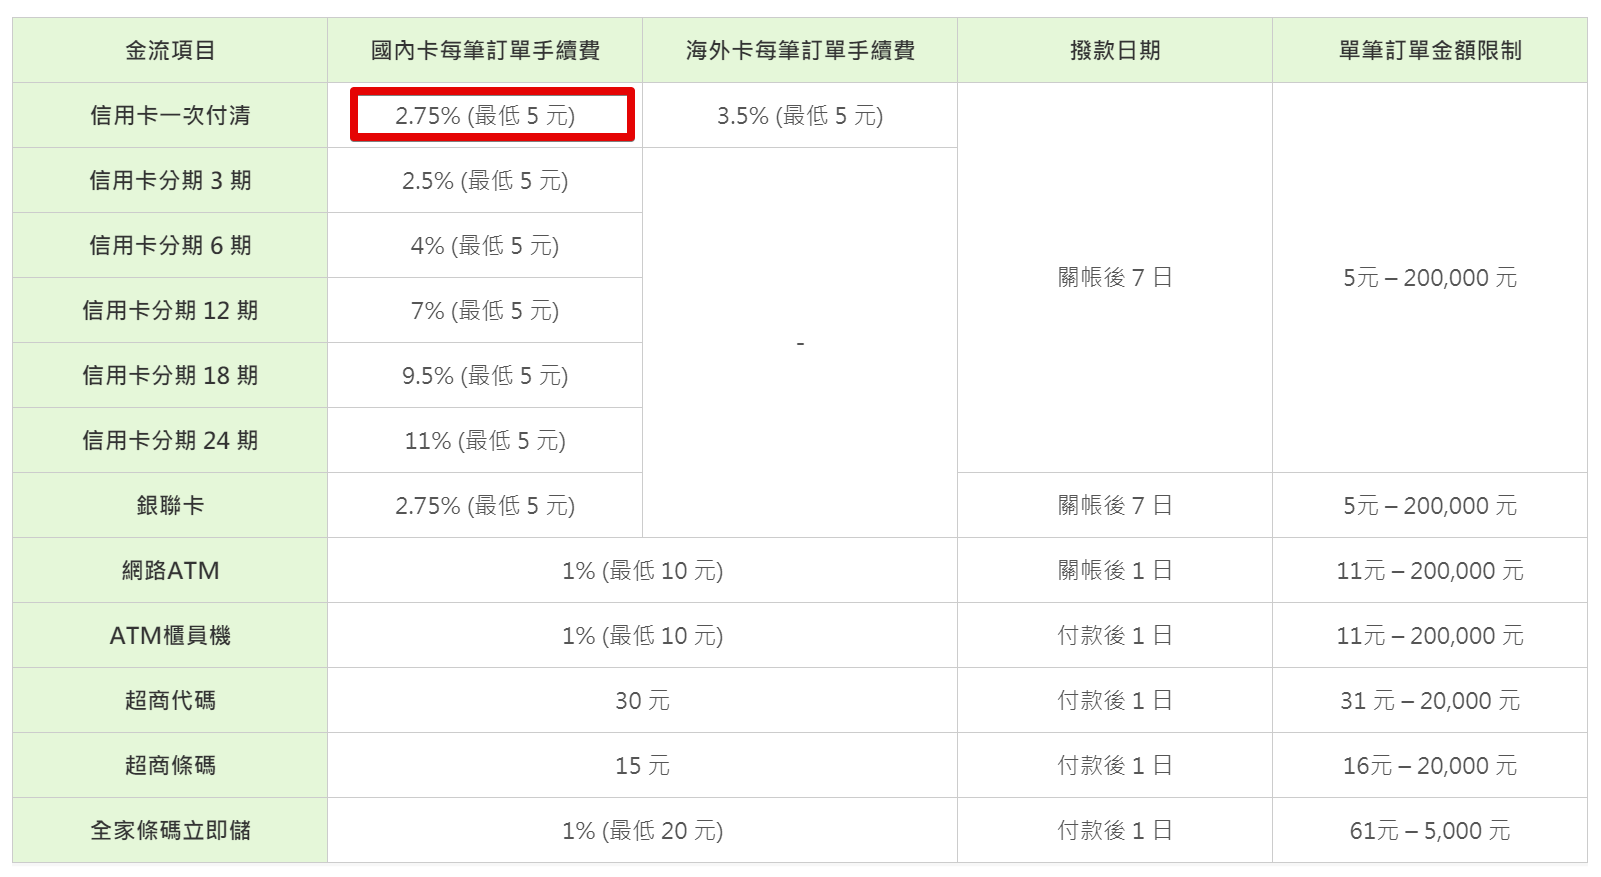 金流項目 國內卡每筆訂單手續費 海外卡每筆訂單手續費 撥款日期 單筆訂單金額限制
信用卡一次付清 2.75% (最低 5 元) 3.5% (最低 5 元)
信用卡分期 3 期 2.5% (最低 5 元)
信用卡分期 6 期 4% (最低 5 元)
關帳後 7 日 5元 – 200,000 元
信用卡分期 12 期 7% (最低 5 元)
-
信用卡分期 18 期 9.5% (最低 5 元)
信用卡分期 24 期 11% (最低 5 元)
銀聯卡 2.75% (最低 5 元) 關帳後 7 日 5元 – 200,000 元
網路ATM 1% (最低 10 元) 關帳後 1 日 11元 – 200,000 元
ATM櫃員機 1% (最低 10 元) 付款後 1 日 11元 – 200,000 元
超商代碼 30 元 付款後 1 日 31 元 – 20,000 元
超商條碼 15 元 付款後 1 日 16元 – 20,000 元
全家條碼立即儲 1% (最低 20 元) 付款後 1 日 61元 – 5,000 元